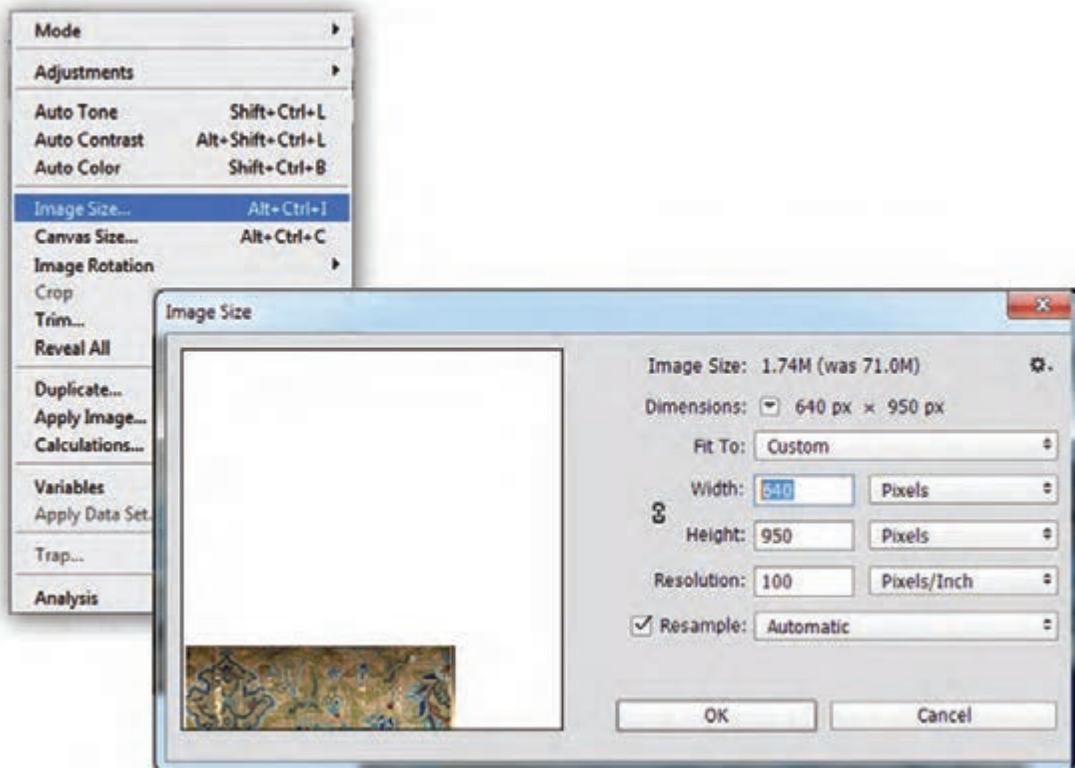 Mode
Adjustments
Auto Tone Shift+Ctrl+L
Auto Contrast Alt+Shift+Ctrl+L
Auto Color Shift+Ctrl+B
Image Size... Alt+Ctrl+I
Canvas Size... Alt+Ctrl+C
Image Rotation
Crop
Trim...
Reveal All
Duplicate...
Apply Image...
Calculations...
Variables
Apply Data Set.
Trap...
Analysis
Image Size
Image Size: 1.74M (was 71.0M)
Dimensions: 640 px × 950 px
Fit To: Custom
Width: 640 Pixels
Height: 950 Pixels
Resolution: 100 Pixels/Inch
Resample: Automatic
OK Cancel